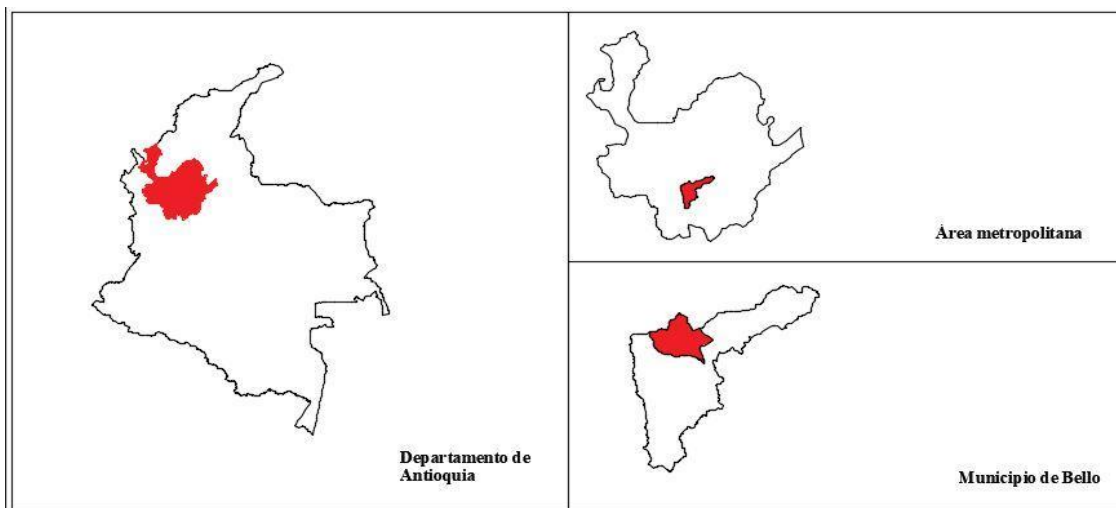 Departamento de
Antioquia
Área metropolitana
Municipio de Bello